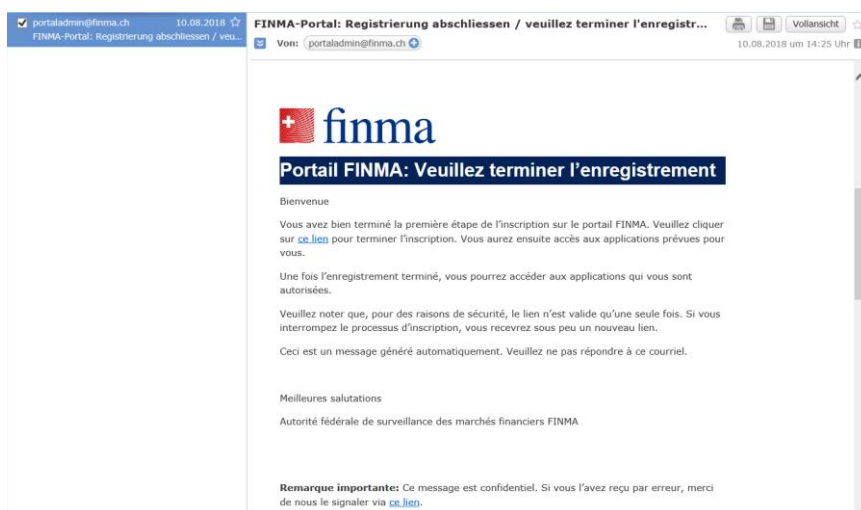 portaladmin@finma.ch 10.08.2018
FINMA-Portal: Registrierung abschliessen / veu...
FINMA-Portal: Registrierung abschliessen / veuillez terminer l'enregistr...
Vollansicht
Von: portaladmin@finma.ch
10.08.2018 um 14:25 Uhr
finma
Portail FINMA: Veuillez terminer l'enregistrement
Bienvenue
Vous avez bien terminé la première étape de l'inscription sur le portail FINMA. Veuillez cliquer
sur ce lien pour terminer l'inscription. Vous aurez ensuite accès aux applications prévues pour
vous.
Une fois l'enregistrement terminé, vous pourrez accéder aux applications qui vous sont
autorisées.
Veuillez noter que, pour des raisons de sécurité, le lien n'est valide qu'une seule fois. Si vous
interrompez le processus d'inscription, vous recevrez sous peu un nouveau lien.
Ceci est un message généré automatiquement. Veuillez ne pas répondre à ce courriel.
Meilleures salutations
Autorité fédérale de surveillance des marchés financiers FINMA
Remarque importante: Ce message est confidentiel. Si vous l'avez reçu par erreur, merci
de nous le signaler via ce lien.